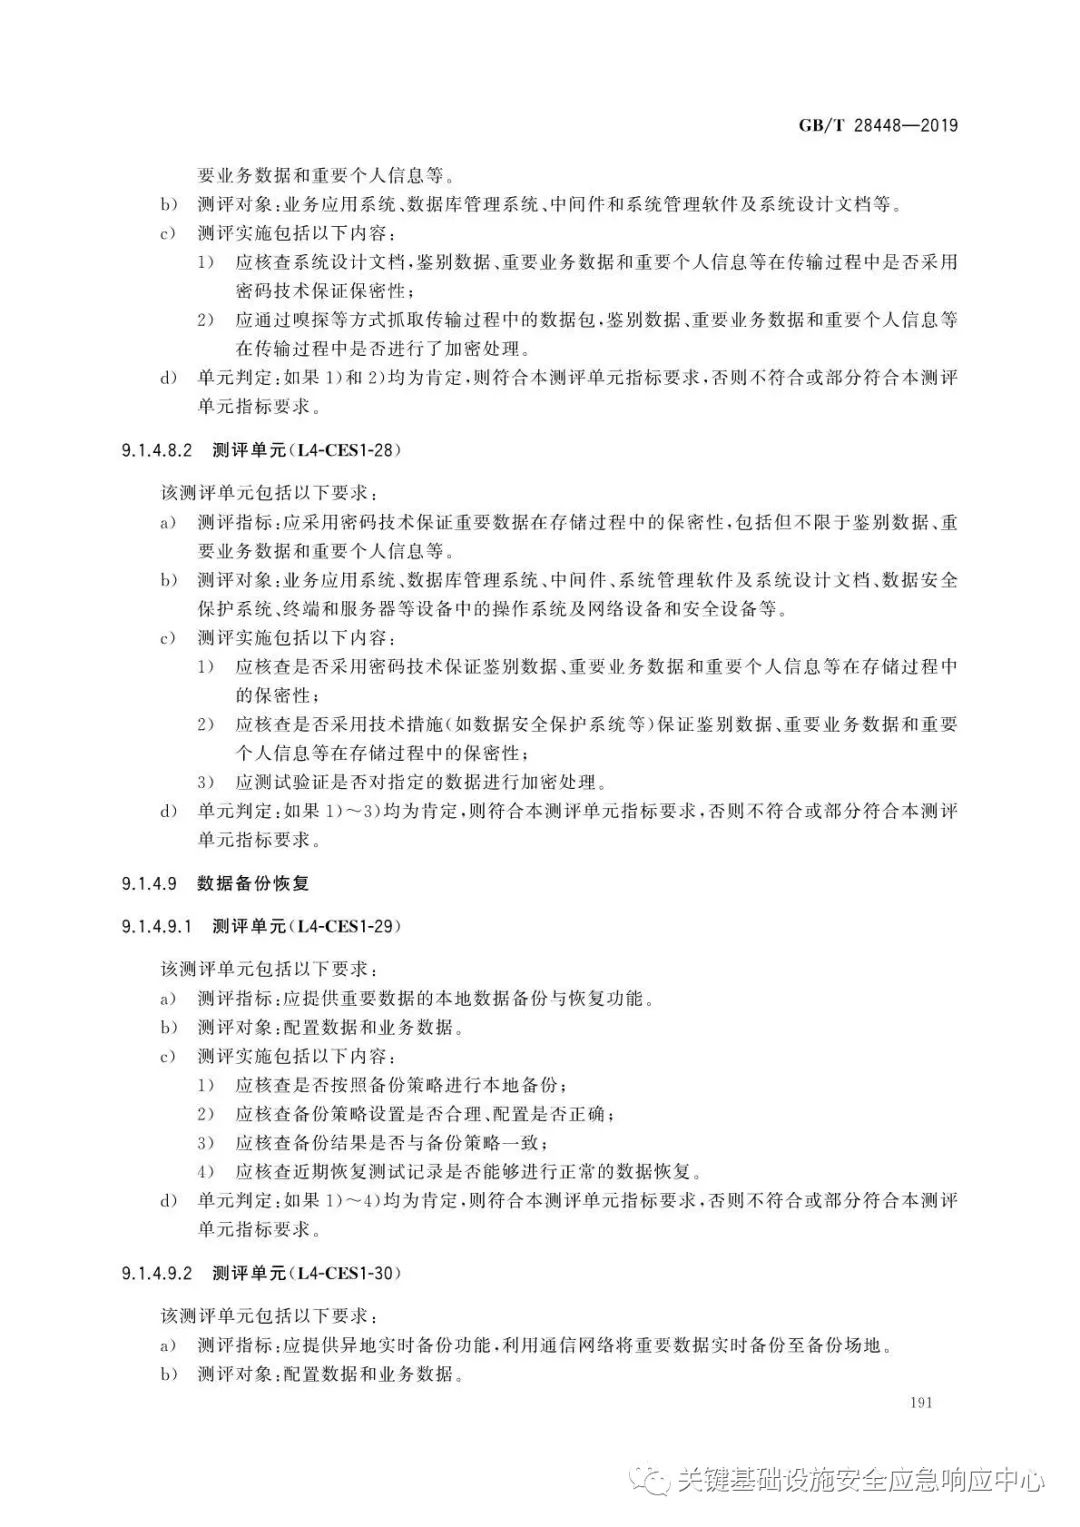 GB/T 28448—2019
要业务数据和重要个人信息等。
b) 测评对象:业务应用系统、数据库管理系统、中间件和系统管理软件及系统设计文档等。
c) 测评实施包括以下内容:
1) 应核查系统设计文档,鉴别数据、重要业务数据和重要个人信息等在传输过程中是否采用
密码技术保证保密性;
2) 应通过嗅探等方式抓取传输过程中的数据包,鉴别数据、重要业务数据和重要个人信息等
在传输过程中是否进行了加密处理。
d) 单元判定:如果 1)和 2)均为肯定,则符合本测评单元指标要求,否则不符合或部分符合本测评
单元指标要求。
9.1.4.8.2 测评单元(L4-CES1-28)
该测评单元包括以下要求:
a) 测评指标:应采用密码技术保证重要数据在存储过程中的保密性,包括但不限于鉴别数据、重
要业务数据和重要个人信息等。
b) 测评对象:业务应用系统、数据库管理系统、中间件、系统管理软件及系统设计文档、数据安全
保护系统、终端和服务器等设备中的操作系统及网络设备和安全设备等。
c) 测评实施包括以下内容:
1) 应核查是否采用密码技术保证鉴别数据、重要业务数据和重要个人信息等在存储过程中
的保密性;
2) 应核查是否采用技术措施(如数据安全保护系统等)保证鉴别数据、重要业务数据和重要
个人信息等在存储过程中的保密性;
3) 应测试验证是否对指定的数据进行加密处理。
d) 单元判定:如果 1)～3)均为肯定,则符合本测评单元指标要求,否则不符合或部分符合本测评
单元指标要求。
9.1.4.9 数据备份恢复
9.1.4.9.1 测评单元(L4-CES1-29)
该测评单元包括以下要求:
a) 测评指标:应提供重要数据的本地数据备份与恢复功能。
b) 测评对象:配置数据和业务数据。
c) 测评实施包括以下内容:
1) 应核查是否按照备份策略进行本地备份;
2) 应核查备份策略设置是否合理、配置是否正确;
3) 应核查备份结果是否与备份策略一致;
4) 应核查近期恢复测试记录是否能够进行正常的数据恢复。
d) 单元判定:如果 1)～4)均为肯定,则符合本测评单元指标要求,否则不符合或部分符合本测评
单元指标要求。
9.1.4.9.2 测评单元(L4-CES1-30)
该测评单元包括以下要求:
a) 测评指标:应提供异地实时备份功能,利用通信网络将重要数据实时备份至备份场地。
b) 测评对象:配置数据和业务数据。
191
关键基础设施安全应急响应中心